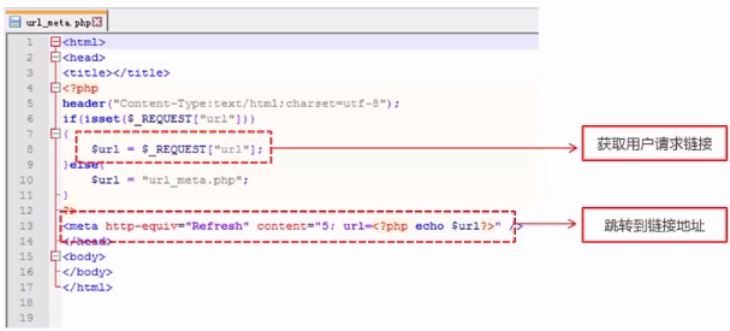 url_meta.php
1 <html>
2 <head>
3 <title></title>
4 <?php
5 header("Content-Type:text/html;charset=utf-8");
6 if(isset($_REQUEST["url"]))
7 {
8 $url = $_REQUEST["url"];
9 }else{
10 $url = "url_meta.php";
11 }
12 ?>
13 <meta http-equiv="Refresh" content="5; url=<?php echo $url?>" />
14 </head>
15 <body>
16 </body>
17 </html>
18
19
获取用户请求链接
跳转到链接地址